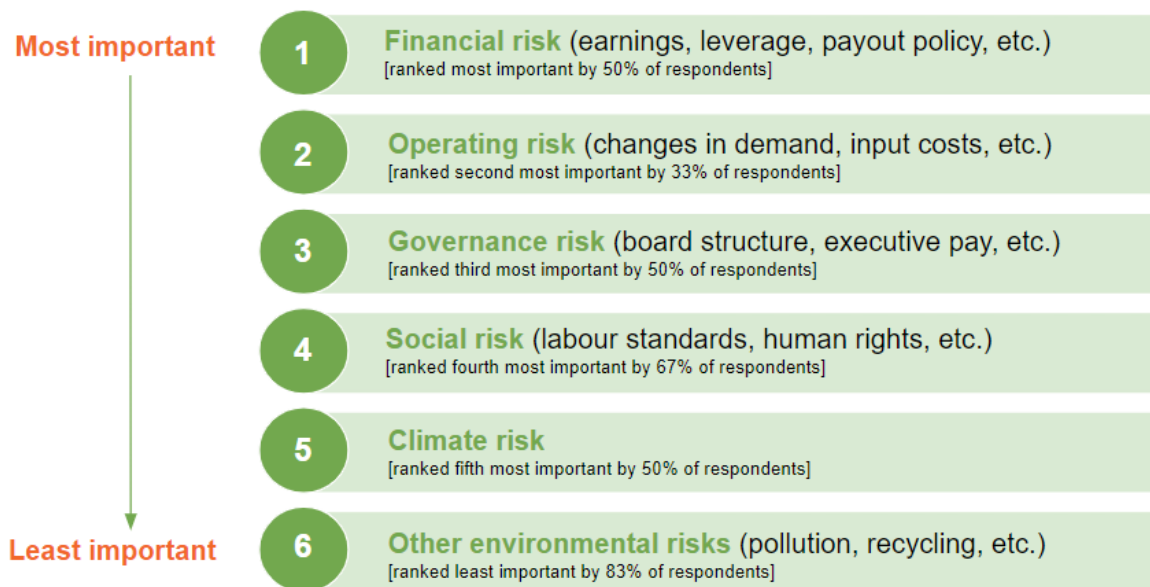 Most important
1
Financial risk (earnings, leverage, payout policy, etc.)
[ranked most important by 50% of respondents]
2
Operating risk (changes in demand, input costs, etc.)
[ranked second most important by 33% of respondents]
3
Governance risk (board structure, executive pay, etc.)
[ranked third most important by 50% of respondents]
4
Social risk (labour standards, human rights, etc.)
[ranked fourth most important by 67% of respondents]
5
Climate risk
[ranked fifth most important by 50% of respondents]
Least important
6
Other environmental risks (pollution, recycling, etc.)
[ranked least important by 83% of respondents]